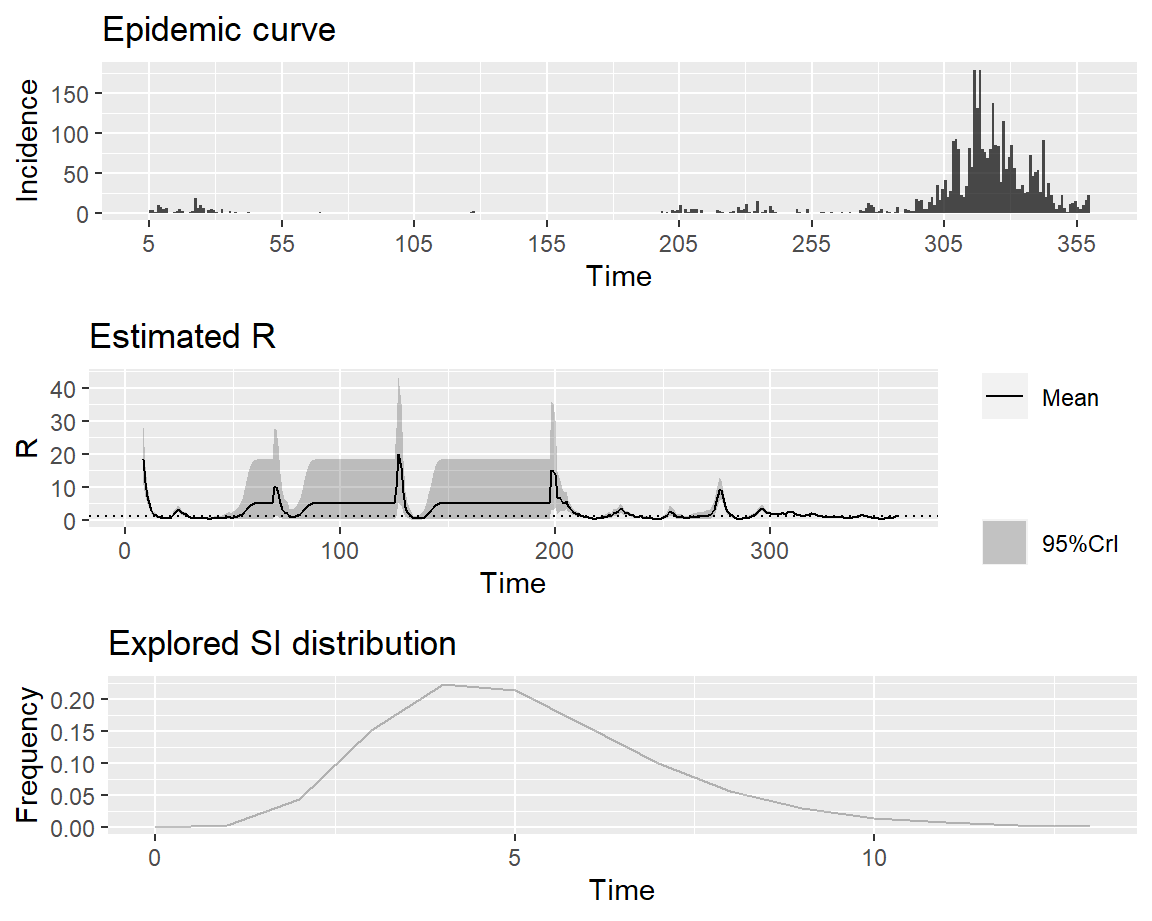 Epidemic curve
Incidence
150
100
50
0
5 55 105 155 205 255 305 355
Time
Estimated R
R
40
30
20
10
0
0 100 200 300
Time
Mean
95%CrI
Explored SI distribution
Frequency
0.20
0.15
0.10
0.05
0.00
0 5 10
Time